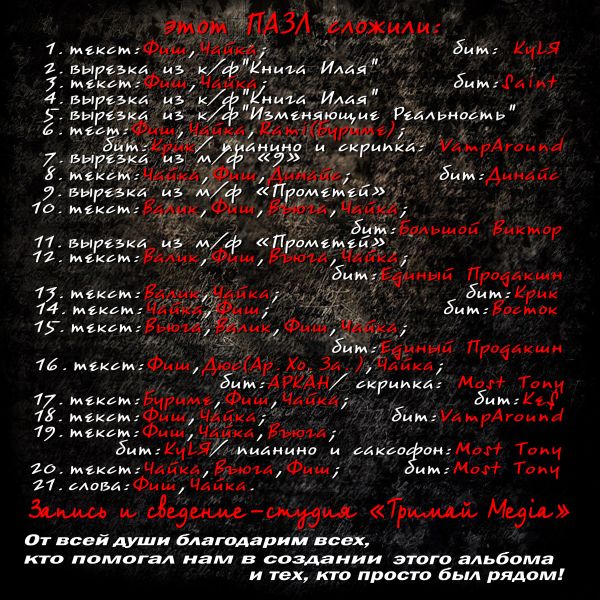 этот ПАЗЛ сложили:
1. текст:Фиш,Чайка; бит: КуLЯ
2. вырезка из к/ф"Книга Илая"
3. текст:Фиш,Чайка; бит:Saint
4. вырезка из к/ф"Книга Илая"
5. вырезка из к/ф"Изменяющие Реальность"
6. тест:Фиш,Чайка,Rami(Буриме);
бит:Крик/ пианино и скрипка: VampAround
7. вырезка из м/ф «9»
8. текст:Чайка,Фиш,Динайс; бит:Динайс
9. вырезка из м/ф «Прометей»
10. текст:Валик,Фиш,Вьюга,Чайка;
бит:Большой Виктор
11. вырезка из м/ф «Прометей»
12. текст:Валик,Фиш,Вьюга,Чайка;
бит:Единый Продакшн
13. текст:Валик,Чайка; бит:Крик
14. текст:Чайка,Фиш; бит:Восток
15. текст:Вьюга,Валик,Фиш,Чайка;
бит:Единый Продакшн
16. текст:Фиш,Дюс(Ар.Хо.За.),Чайка;
бит:АРКАН/ скрипка: Most Tony
17. текст:Буриме,Фиш,Чайка; бит:Keş
18. текст:Фиш,Чайка; бит:VampAround
19. текст:Фиш,Чайка,Вьюга;
бит:КуLЯ/ пианино и саксофон:Most Tony
20. текст:Чайка,Вьюга,Фиш; бит:Most Tony
21. слова:Фиш,Чайка.
Запись и сведение-студия «Тримай Media»
От всей души благодарим всех,
кто помогал нам в создании этого альбома
и тех, кто просто был рядом!